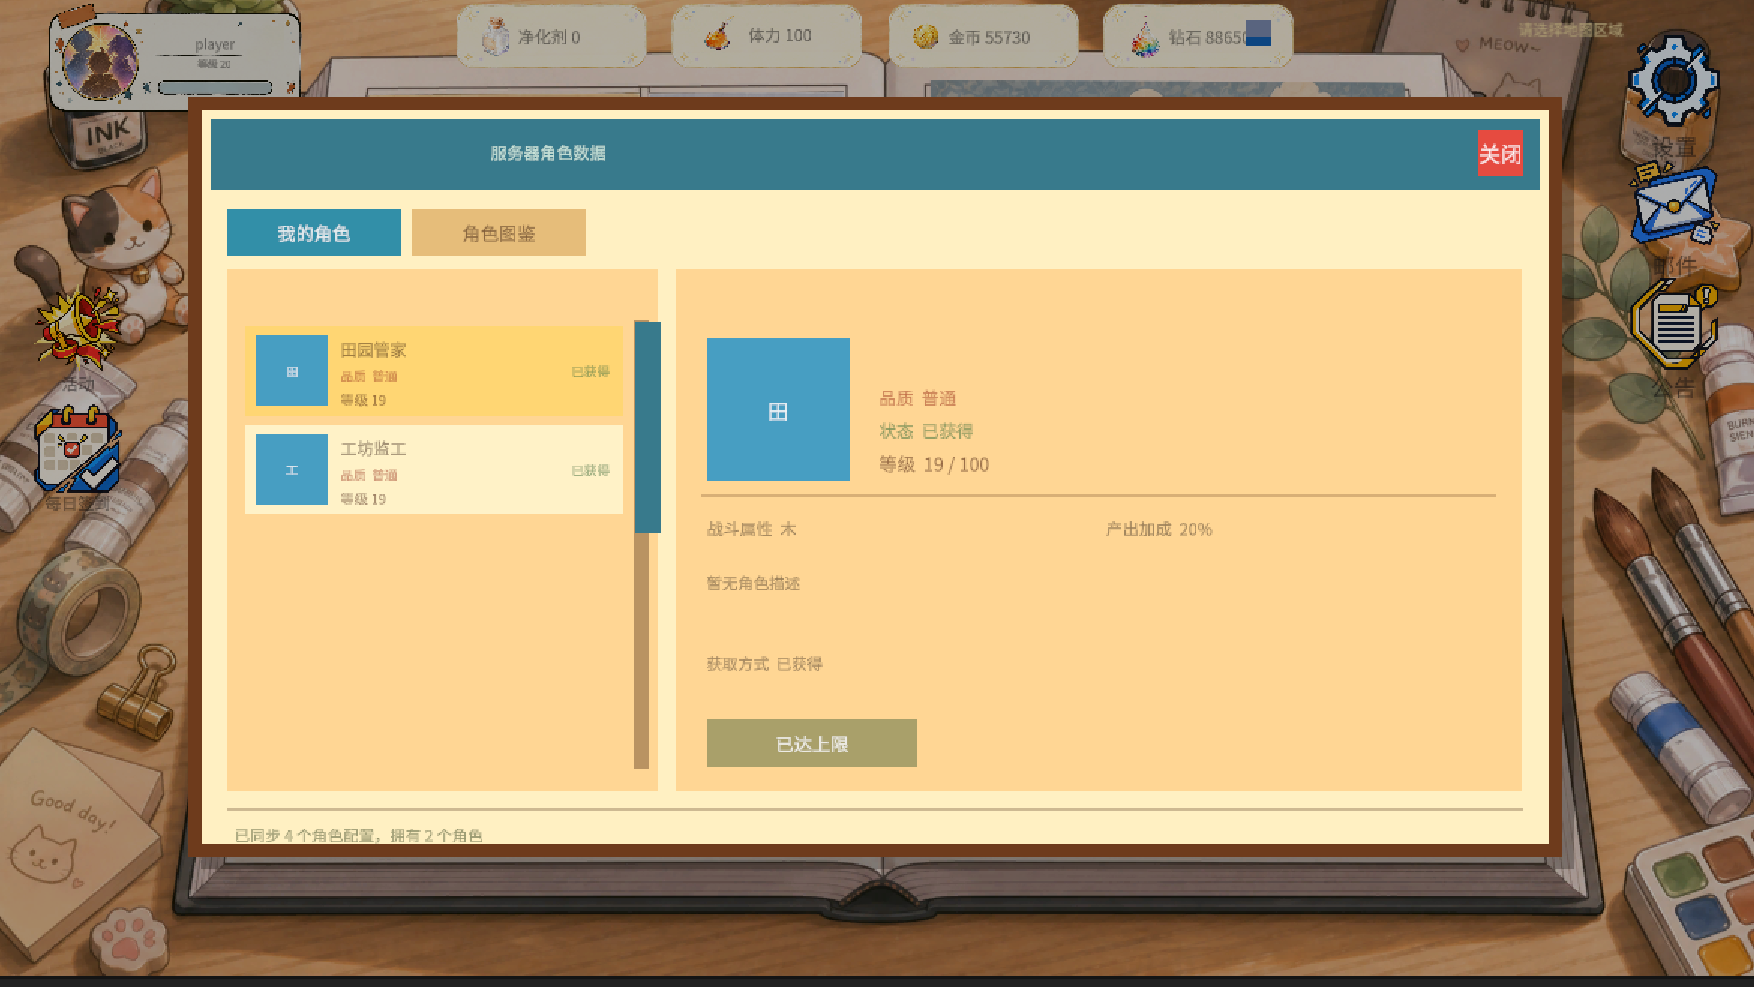 player
等级 20
净化剂 0
体力 100
金币 55730
钻石 88650
请选择地图区域
MEOW~
INK
BLACK
设置
邮件
公告
活动
每日签到
服务器角色数据
关闭
我的角色
角色图鉴
田
田园管家
品质 普通
等级 19
已获得
工
工坊监工
品质 普通
等级 19
已获得
田
品质 普通
状态 已获得
等级 19 / 100
战斗属性 木
产出加成 20%
暂无角色描述
获取方式 已获得
已达上限
已同步 4 个角色配置，拥有 2 个角色
Good day!